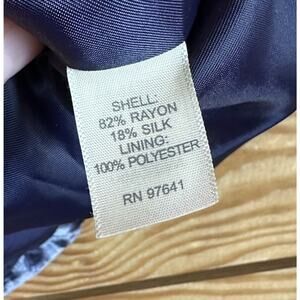 SHELL:
82% RAYON
18% SILK
LINING:
100% POLYESTER
RN 97641